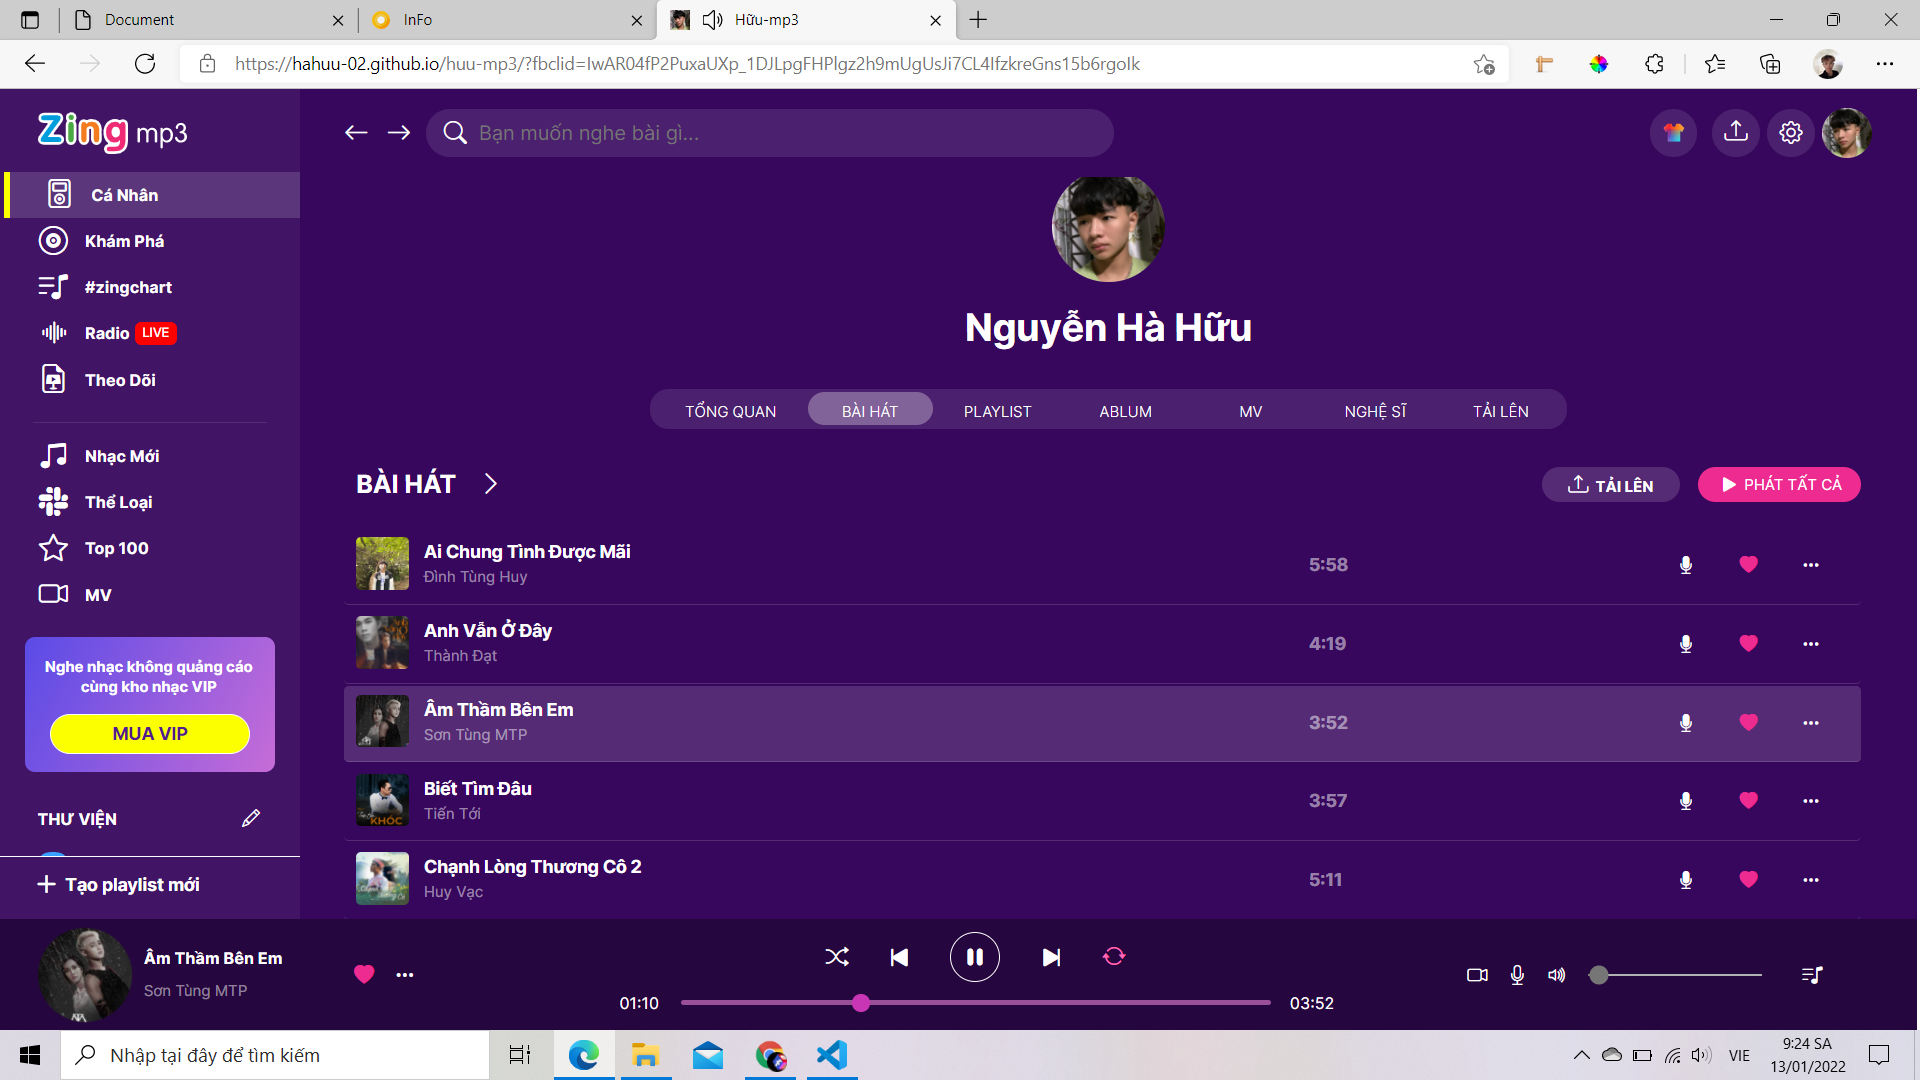 Document
InFo
Hữu-mp3
https://hahuu-02.github.io/huu-mp3/?fbclid=IwAR04fP2PuxaUXp_1DJLpgFHPlgz2h9mUgUsJi7CL4IfzkreGns15b6rgoIk
Zing mp3
Bạn muốn nghe bài gì...
Cá Nhân
Khám Phá
#zingchart
Radio LIVE
Theo Dõi
Nhạc Mới
Thể Loại
Top 100
MV
Nghe nhạc không quảng cáo
cùng kho nhạc VIP
MUA VIP
THƯ VIỆN
Tạo playlist mới
Nguyễn Hà Hữu
TỔNG QUAN
BÀI HÁT
PLAYLIST
ABLUM
MV
NGHỆ SĨ
TẢI LÊN
BÀI HÁT
TẢI LÊN
PHÁT TẤT CẢ
Ai Chung Tình Được Mãi
Đình Tùng Huy
5:58
Anh Vẫn Ở Đây
Thành Đạt
4:19
Âm Thầm Bên Em
Sơn Tùng MTP
3:52
Biết Tìm Đâu
Tiến Tới
3:57
KHÓC
Chạnh Lòng Thương Cô 2
Huy Vạc
5:11
Âm Thầm Bên Em
Sơn Tùng MTP
01:10
03:52
Nhập tại đây để tìm kiếm
VIE
9:24 SA
13/01/2022